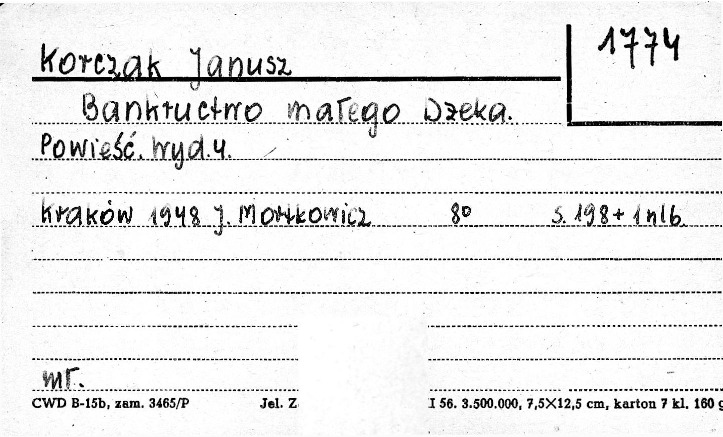 Korczak Janusz
1774
Bankructwo małego Dżeka.
Powieść. Wyd. 4.
Kraków 1948 J. Mortkowicz 8° s. 198 + 1 nlb.
mr.
CWD B-15b, zam. 3465/P Jel. Z I 56. 3.500.000, 7,5×12,5 cm, karton 7 kl. 160 g